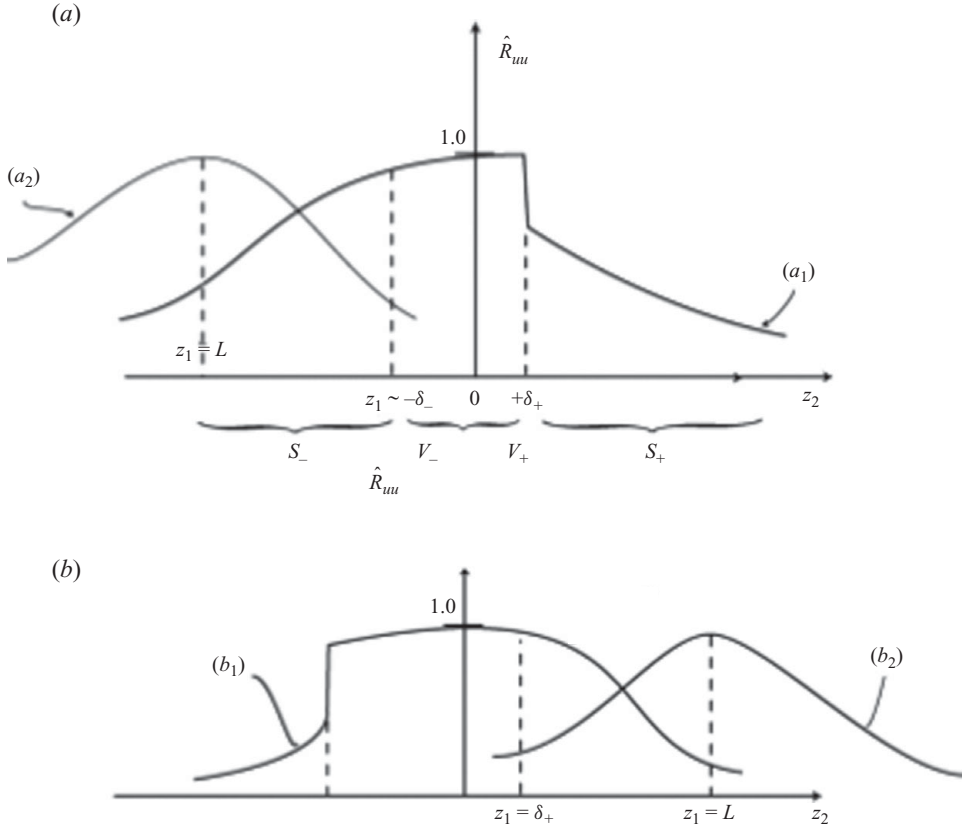 (a)
R̂uu
1.0
(a2)
(a1)
z1 = L
z1 ~ –δ– 0 +δ+ z2
S– V– V+ S+
R̂uu
(b)
1.0
(b1) (b2)
z1 = δ+ z1 = L z2